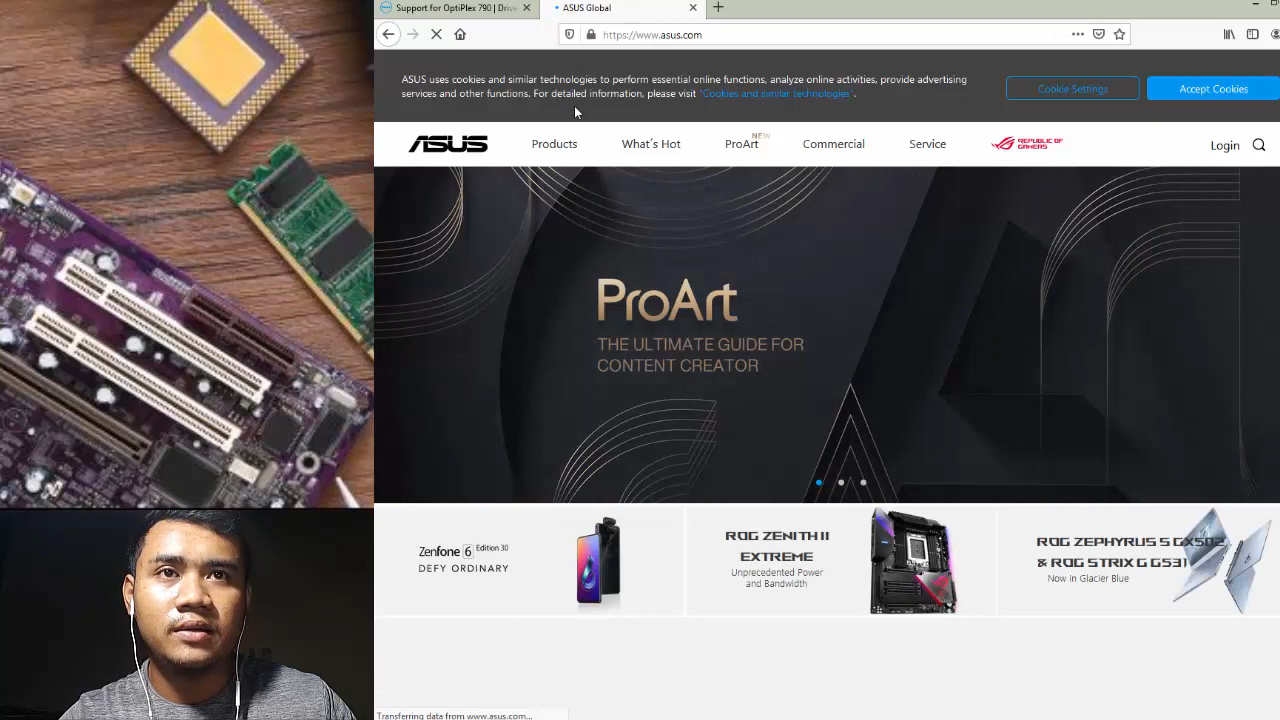 Support for OptiPlex 790 | Drive
ASUS Global
https://www.asus.com
ASUS uses cookies and similar technologies to perform essential online functions, analyze online activities, provide advertising
services and other functions. For detailed information, please visit "Cookies and similar technologies".
Cookie Settings
Accept Cookies
ASUS
Products
What's Hot
ProArt
NEW
Commercial
Service
REPUBLIC OF
GAMERS
Login
ProArt
THE ULTIMATE GUIDE FOR
CONTENT CREATOR
Zenfone 6 Edition 30
DEFY ORDINARY
ROG ZENITH II
EXTREME
Unprecedented Power
and Bandwidth
ROG ZEPHYRUS S GX502
& ROG STRIX G G531
Now in Glacier Blue
Transferring data from www.asus.com...